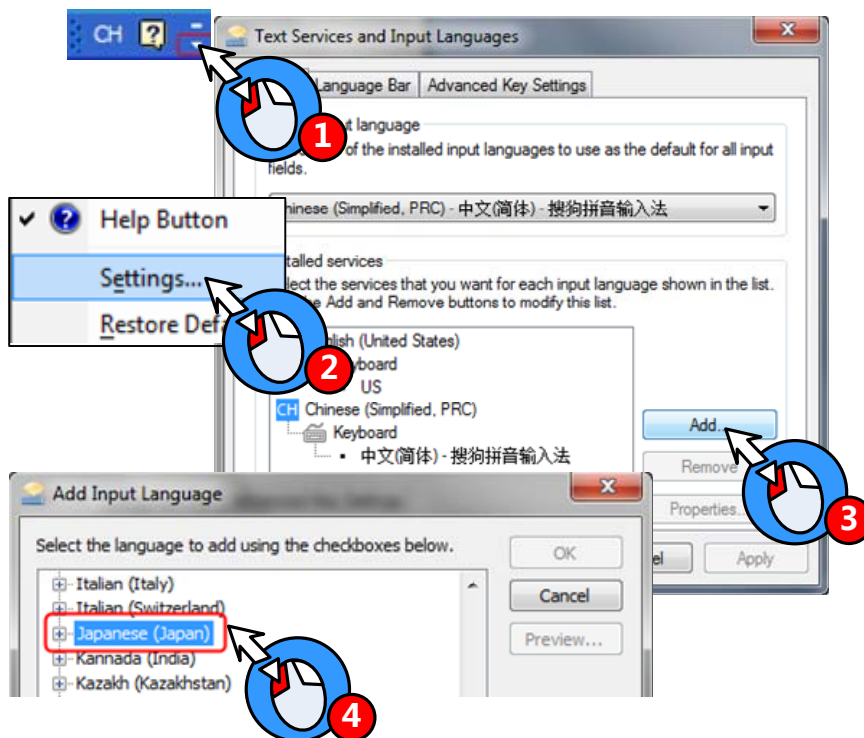 CH
Text Services and Input Languages
Language Bar
Advanced Key Settings
1
t language
of the installed input languages to use as the default for all input
fields.
hinese (Simplified, PRC) - 中文(简体) - 搜狗拼音输入法
Help Button
Settings...
Restore Defa
2
talled services
lect the services that you want for each input language shown in the list.
e Add and Remove buttons to modify this list.
lish (United States)
yboard
US
CH Chinese (Simplified, PRC)
Keyboard
中文(简体) - 搜狗拼音输入法
Add...
Remove
Properties...
3
el
Apply
Add Input Language
Select the language to add using the checkboxes below.
Italian (Italy)
Italian (Switzerland)
Japanese (Japan)
Kannada (India)
Kazakh (Kazakhstan)
OK
Cancel
Preview...
4